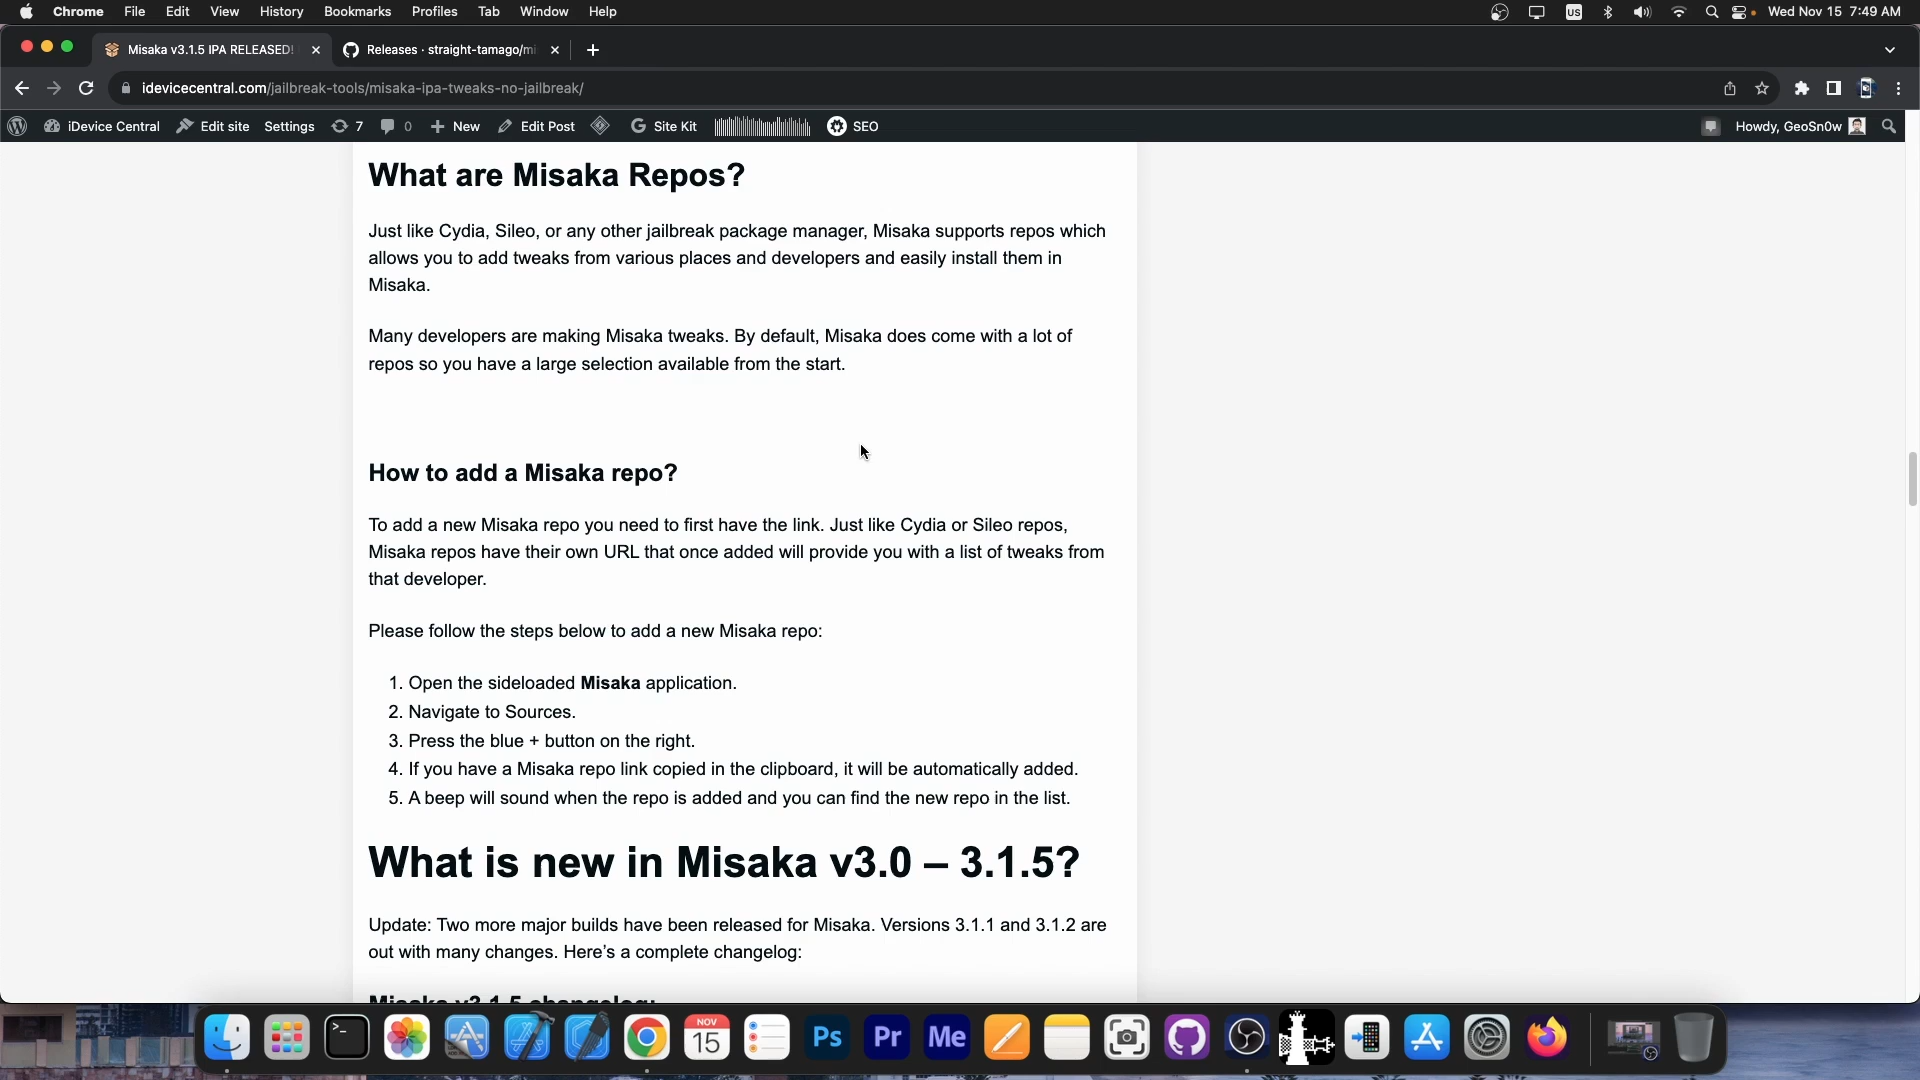 Chrome File Edit View History Bookmarks Profiles Tab Window Help US Wed Nov 15 7:49 AM
Misaka v3.1.5 IPA RELEASED! Releases · straight-tamago/mi
idevicecentral.com/jailbreak-tools/misaka-ipa-tweaks-no-jailbreak/
iDevice Central Edit site Settings 7 0 New Edit Post Site Kit SEO Howdy, GeoSn0w
What are Misaka Repos?
Just like Cydia, Sileo, or any other jailbreak package manager, Misaka supports repos which
allows you to add tweaks from various places and developers and easily install them in
Misaka.
Many developers are making Misaka tweaks. By default, Misaka does come with a lot of
repos so you have a large selection available from the start.
How to add a Misaka repo?
To add a new Misaka repo you need to first have the link. Just like Cydia or Sileo repos,
Misaka repos have their own URL that once added will provide you with a list of tweaks from
that developer.
Please follow the steps below to add a new Misaka repo:
1. Open the sideloaded Misaka application.
2. Navigate to Sources.
3. Press the blue + button on the right.
4. If you have a Misaka repo link copied in the clipboard, it will be automatically added.
5. A beep will sound when the repo is added and you can find the new repo in the list.
What is new in Misaka v3.0 – 3.1.5?
Update: Two more major builds have been released for Misaka. Versions 3.1.1 and 3.1.2 are
out with many changes. Here's a complete changelog:
Misaka v3.1.5 changelog:
NOV
15
Ps Pr Me